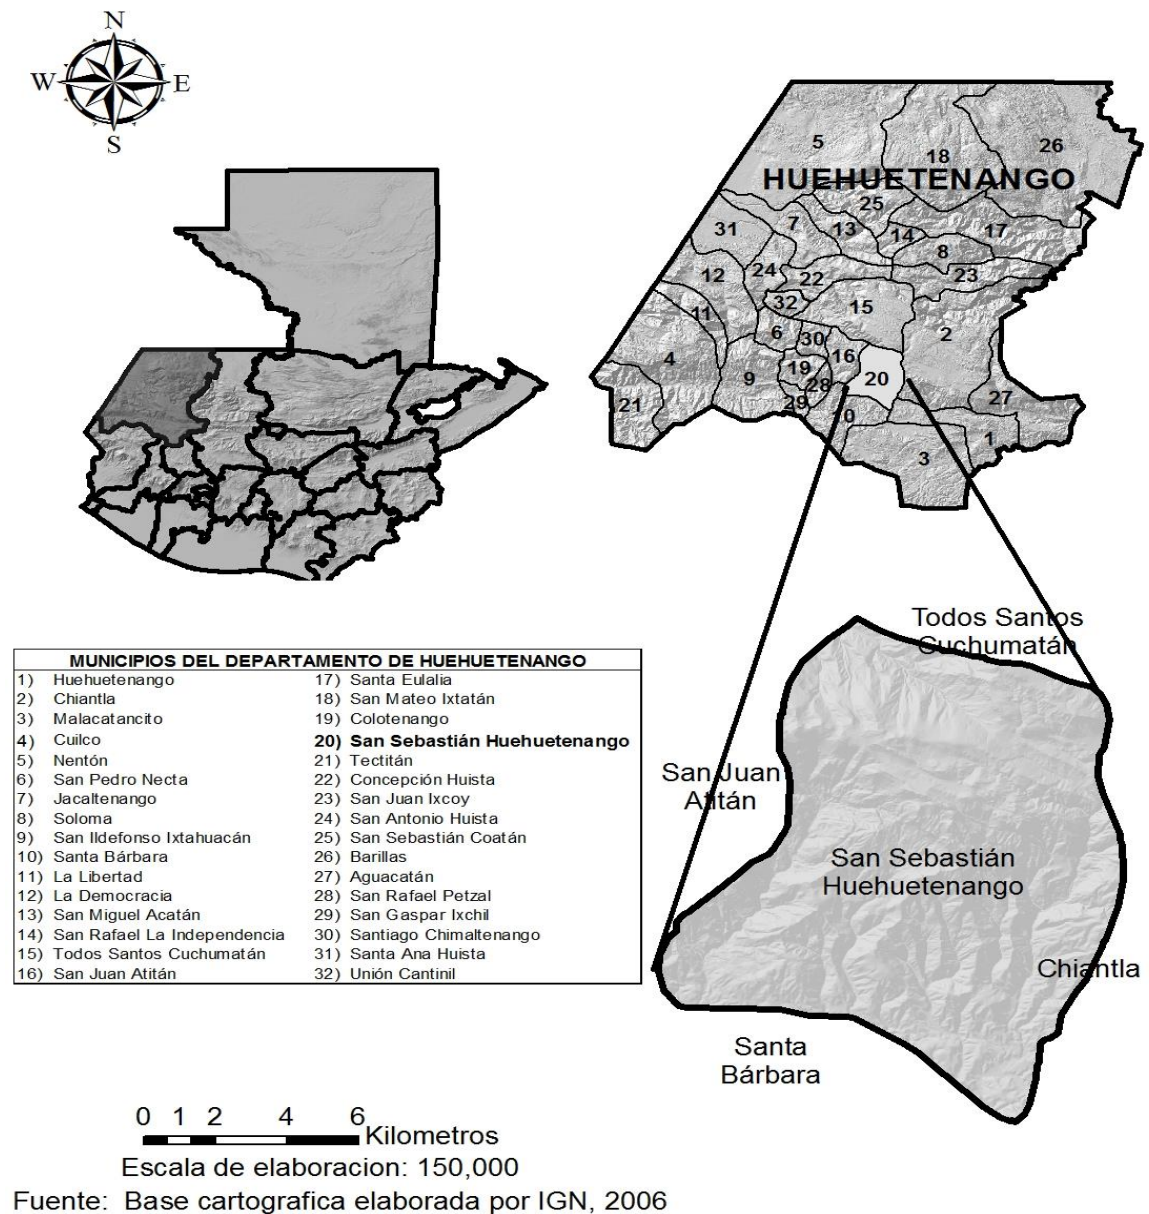 N
W E
S
5
18
26
HUEHUETENANGO
25
31
7
13
14
17
8
12
24
22
23
32
15
11
6
30
2
4
9
19
16
28
20
21
29
0
27
3
1
MUNICIPIOS DEL DEPARTAMENTO DE HUEHUETENANGO
1) Huehuetenango
2) Chiantla
3) Malacatancito
4) Cuilco
5) Nentón
6) San Pedro Necta
7) Jacaltenango
8) Soloma
9) San Ildefonso Ixtahuacán
10) Santa Bárbara
11) La Libertad
12) La Democracia
13) San Miguel Acatán
14) San Rafael La Independencia
15) Todos Santos Cuchumatán
16) San Juan Atitán
17) Santa Eulalia
18) San Mateo Ixtatán
19) Colotenango
20) San Sebastián Huehuetenango
21) Tectitán
22) Concepción Huista
23) San Juan Ixcoy
24) San Antonio Huista
25) San Sebastián Coatán
26) Barillas
27) Aguacatán
28) San Rafael Petzal
29) San Gaspar Ixchil
30) Santiago Chimaltenango
31) Santa Ana Huista
32) Unión Cantinil
Todos Santos
Cuchumatán
San Juan
Atitán
San Sebastián
Huehuetenango
Chiantla
Santa
Bárbara
0 1 2 4 6
Kilometros
Escala de elaboracion: 150,000
Fuente: Base cartografica elaborada por IGN, 2006